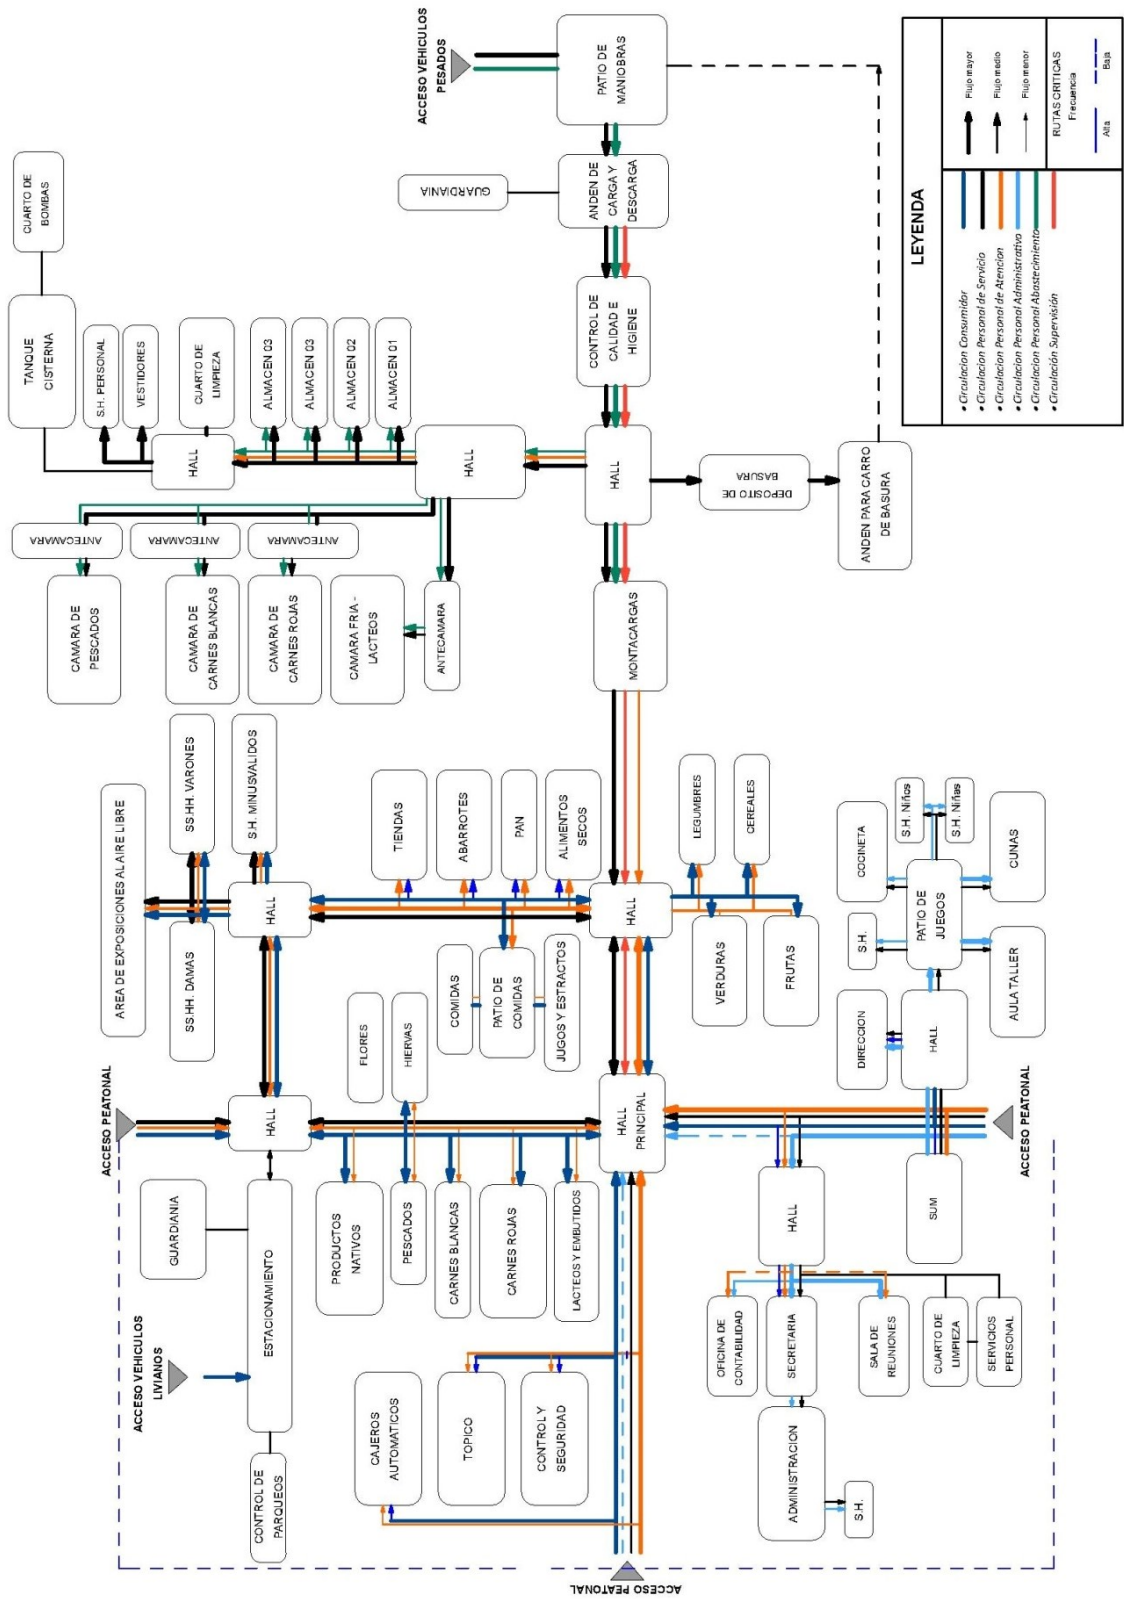 ACCESO VEHICULOS
PESADOS
PATIO DE
MANIOBRAS
ANDEN DE
CARGA Y
DESCARGA
GUARDIANIA
CONTROL DE
CALIDAD E
HIGIENE
HALL
DEPOSITO DE
BASURA
ANDEN PARA CARRO
DE BASURA
MONTACARGAS
CUARTO DE
BOMBAS
TANQUE
CISTERNA
S.H. PERSONAL
VESTIDORES
CUARTO DE
LIMPIEZA
ALMACEN 03
ALMACEN 03
ALMACEN 02
ALMACEN 01
HALL
HALL
ANTECAMARA
ANTECAMARA
ANTECAMARA
ANTECAMARA
CAMARA DE
PESCADOS
CAMARA DE
CARNES BLANCAS
CAMARA DE
CARNES ROJAS
CAMARA FRIA -
LACTEOS
AREA DE EXPOSICIONES AL AIRE LIBRE
SS.HH. VARONES
S.H. MINUSVALIDOS
SS.HH. DAMAS
HALL
TIENDAS
ABARROTES
PAN
ALIMENTOS
SECOS
COMIDAS
PATIO DE
COMIDAS
JUGOS Y ESTRACTOS
HALL
LEGUMBRES
CEREALES
VERDURAS
FRUTAS
ACCESO PEATONAL
HALL
FLORES
HIERVAS
PRODUCTOS
NATIVOS
PESCADOS
CARNES BLANCAS
CARNES ROJAS
LACTEOS Y EMBUTIDOS
HALL
PRINCIPAL
GUARDIANIA
ESTACIONAMIENTO
ACCESO VEHICULOS
LIVIANOS
CONTROL DE
PARQUEOS
CAJEROS
AUTOMATICOS
TOPICO
CONTROL Y
SEGURIDAD
ACCESO PEATONAL
HALL
OFICINA DE
CONTABILIDAD
SECRETARIA
SALA DE
REUNIONES
CUARTO DE
LIMPIEZA
SERVICIOS
PERSONAL
ADMINISTRACION
S.H.
ACCESO PEATONAL
SUM
HALL
DIRECCION
S.H.
PATIO DE
JUEGOS
COCINETA
S.H. Niños
S.H. Niñas
CUNAS
AULA TALLER
LEYENDA
• Circulacion Consumidor
• Circulacion Personal de Servicio
• Circulacion Personal de Atencion
• Circulacion Personal Administrativo
• Circulacion Personal Abastecimiento
• Circulación Supervisión
Flujo mayor
Flujo medio
Flujo menor
RUTAS CRITICAS
Frecuencia
Alta
Baja